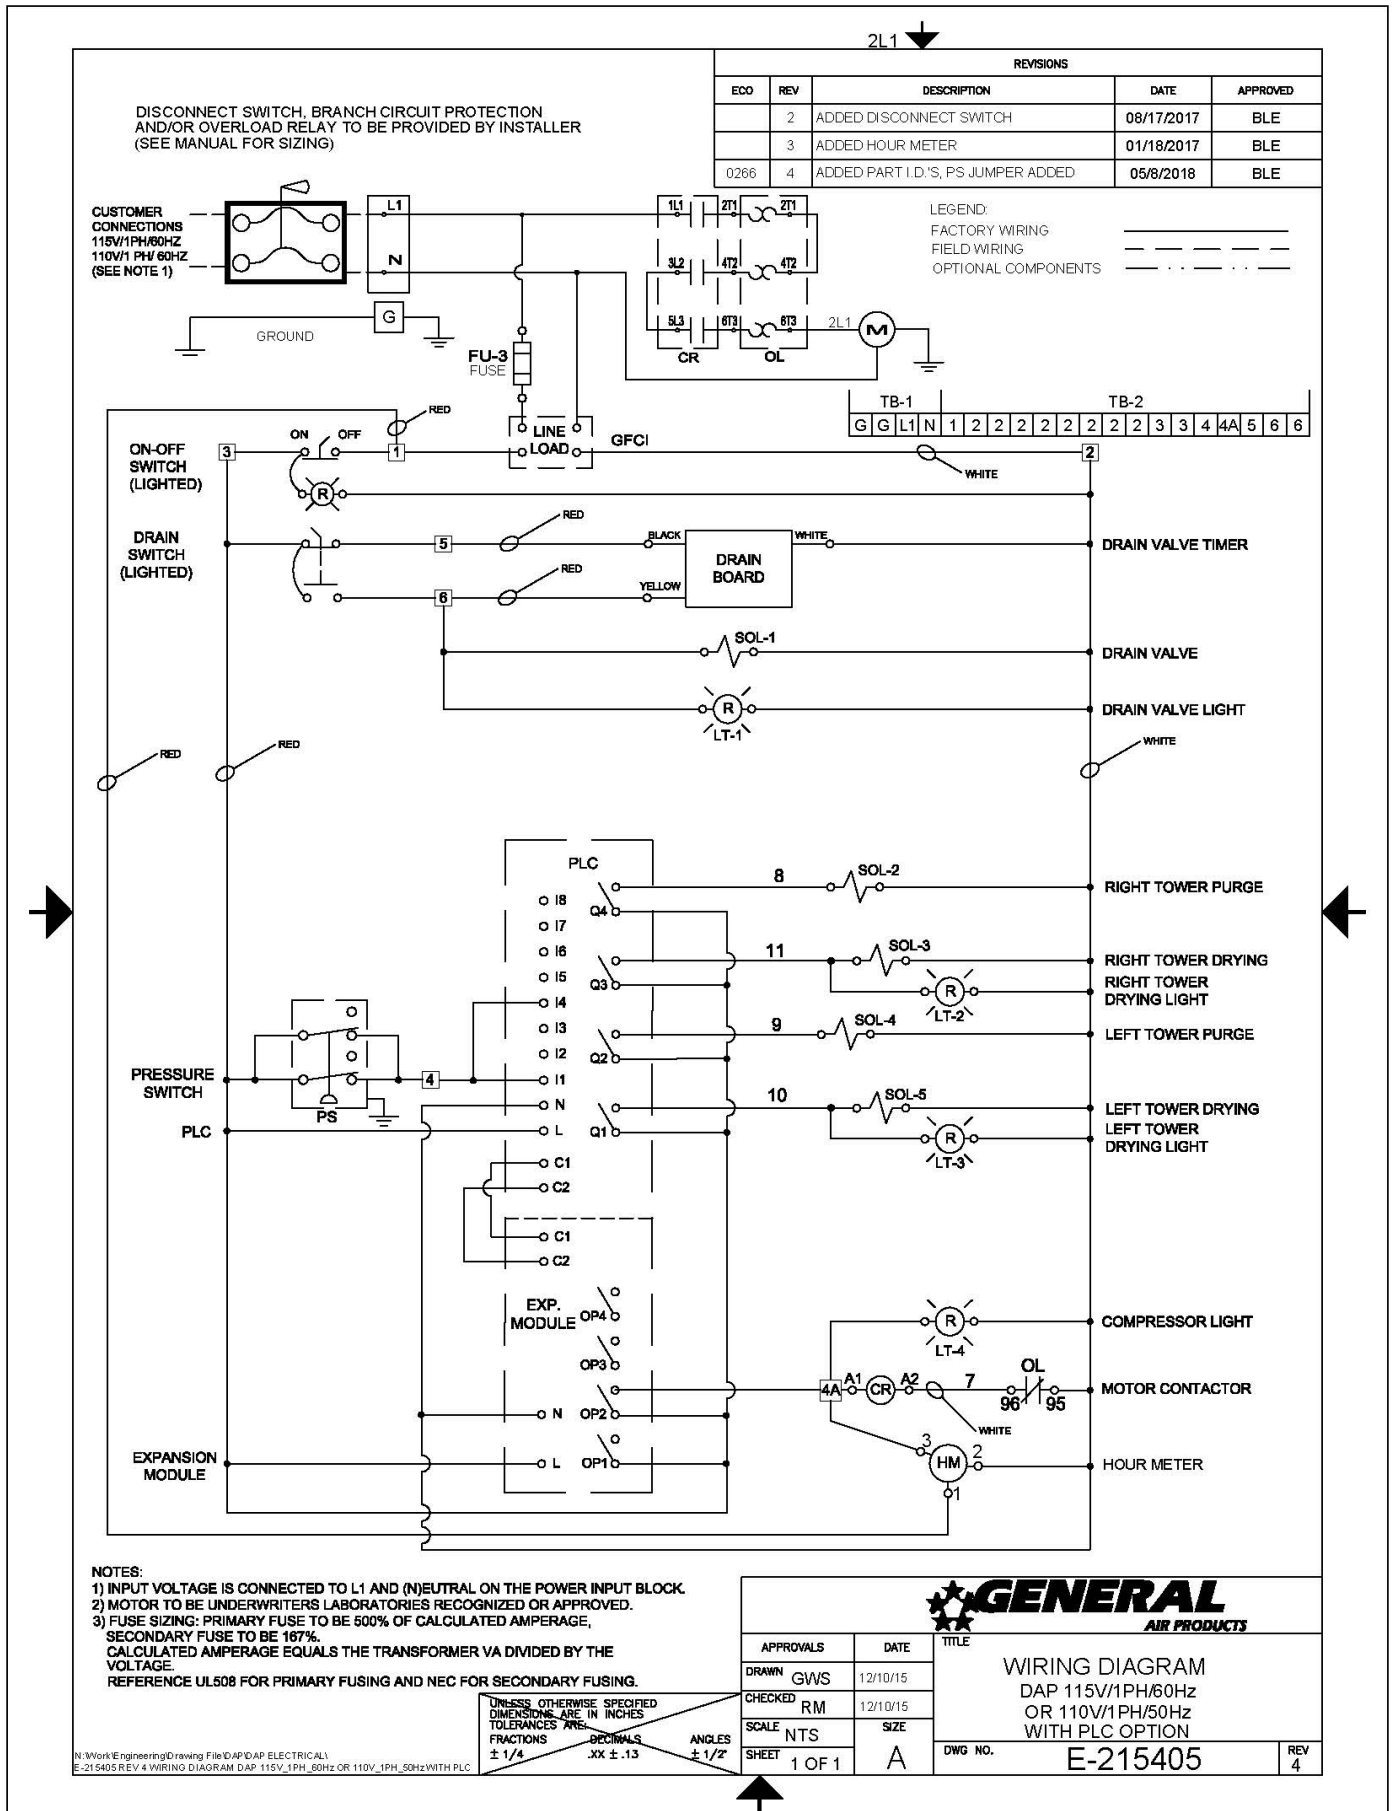 2L1
REVISIONS
ECO REV DESCRIPTION DATE APPROVED
2 ADDED DISCONNECT SWITCH 08/17/2017 BLE
3 ADDED HOUR METER 01/18/2017 BLE
0266 4 ADDED PART I.D.'S, PS JUMPER ADDED 05/8/2018 BLE
DISCONNECT SWITCH, BRANCH CIRCUIT PROTECTION
AND/OR OVERLOAD RELAY TO BE PROVIDED BY INSTALLER
(SEE MANUAL FOR SIZING)
CUSTOMER
CONNECTIONS
115V/1PH/60HZ
110V/1 PH/ 60HZ
(SEE NOTE 1)
L1
N
G
GROUND
FU-3
FUSE
1L1 2T1 2T1
3L2 4T2 4T2
5L3 6T3 6T3
CR OL
2L1 M
LEGEND:
FACTORY WIRING
FIELD WIRING
OPTIONAL COMPONENTS
TB-1 TB-2
G G L1 N 1 2 2 2 2 2 2 2 2 3 3 4 4A 5 6 6
RED
ON-OFF
SWITCH
(LIGHTED)
3 ON OFF 1
R
LINE
LOAD
GFCI
WHITE
2
DRAIN
SWITCH
(LIGHTED)
5 RED BLACK
6 RED YELLOW
DRAIN
BOARD
WHITE
DRAIN VALVE TIMER
SOL-1
DRAIN VALVE
R
LT-1
DRAIN VALVE LIGHT
RED
RED
WHITE
PLC
I8
I7
I6
I5
I4
I3
I2
I1
N
L
C1
C2
Q4
Q3
Q2
Q1
8 SOL-2 RIGHT TOWER PURGE
11 SOL-3 RIGHT TOWER DRYING
R
LT-2
RIGHT TOWER
DRYING LIGHT
9 SOL-4 LEFT TOWER PURGE
10 SOL-5 LEFT TOWER DRYING
R
LT-3
LEFT TOWER
DRYING LIGHT
PRESSURE
SWITCH
PS
4
PLC
C1
C2
EXP.
MODULE
OP4
OP3
N OP2
L OP1
EXPANSION
MODULE
R
LT-4
COMPRESSOR LIGHT
4A A1 CR A2 7 OL
96 95
MOTOR CONTACTOR
WHITE
3 HM 2
1
HOUR METER
NOTES:
1) INPUT VOLTAGE IS CONNECTED TO L1 AND (N)EUTRAL ON THE POWER INPUT BLOCK.
2) MOTOR TO BE UNDERWRITERS LABORATORIES RECOGNIZED OR APPROVED.
3) FUSE SIZING: PRIMARY FUSE TO BE 500% OF CALCULATED AMPERAGE,
SECONDARY FUSE TO BE 167%.
CALCULATED AMPERAGE EQUALS THE TRANSFORMER VA DIVIDED BY THE
VOLTAGE.
REFERENCE UL508 FOR PRIMARY FUSING AND NEC FOR SECONDARY FUSING.
UNLESS OTHERWISE SPECIFIED
DIMENSIONS ARE IN INCHES
TOLERANCES ARE:
FRACTIONS DECIMALS ANGLES
± 1/4 .XX ± .13 ± 1/2°
N:\Work\Engineering\Drawing File\DAP\DAP ELECTRICAL\
E-215405 REV 4 WIRING DIAGRAM DAP 115V_1PH_60Hz OR 110V_1PH_50Hz WITH PLC
GENERAL
AIR PRODUCTS
APPROVALS DATE
DRAWN GWS 12/10/15
CHECKED RM 12/10/15
SCALE NTS SIZE
SHEET 1 OF 1 A
TITLE
WIRING DIAGRAM
DAP 115V/1PH/60Hz
OR 110V/1PH/50Hz
WITH PLC OPTION
DWG NO. E-215405 REV
4